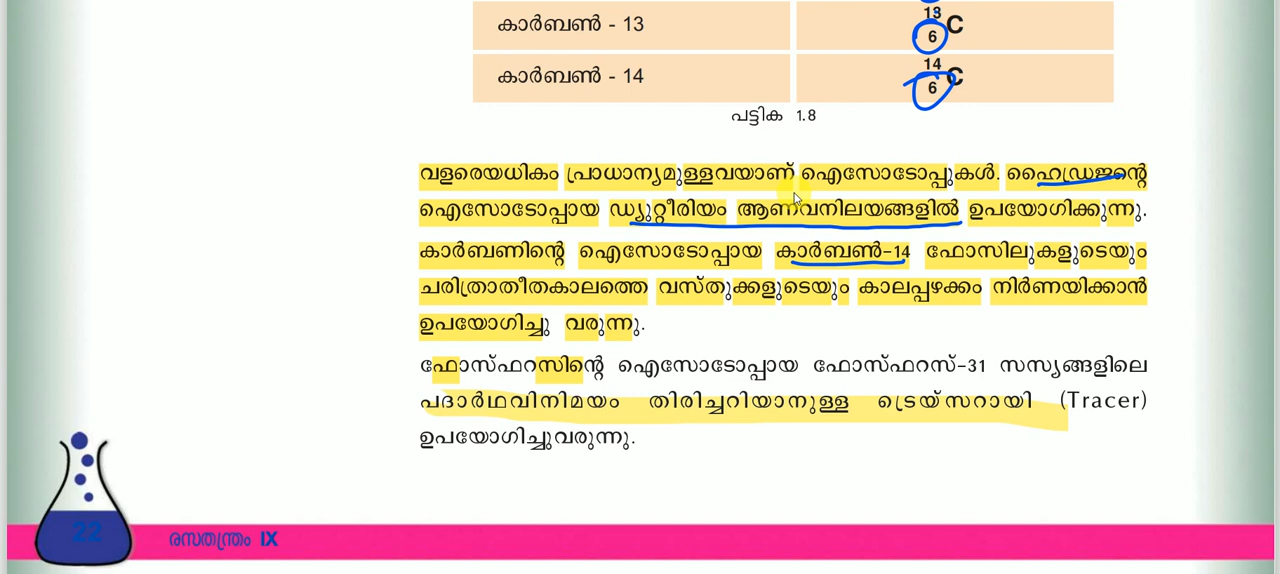 കാർബൺ - 13
13
6 C
കാർബൺ - 14
14
6 C
പട്ടിക 1.8
വളരെയധികം പ്രാധാന്യമുള്ളവയാണ് ഐസോടോപ്പുകൾ. ഹൈഡ്രജന്റെ
ഐസോടോപ്പായ ഡ്യുറ്റീരിയം ആണവനിലയങ്ങളിൽ ഉപയോഗിക്കുന്നു.
കാർബണിന്റെ ഐസോടോപ്പായ കാർബൺ-14 ഫോസിലുകളുടെയും
ചരിത്രാതീതകാലത്തെ വസ്തുക്കളുടെയും കാലപ്പഴക്കം നിർണയിക്കാൻ
ഉപയോഗിച്ചു വരുന്നു.
ഫോസ്ഫറസിന്റെ ഐസോടോപ്പായ ഫോസ്ഫറസ്-31 സസ്യങ്ങളിലെ
പദാർഥവിനിമയം തിരിച്ചറിയാനുള്ള ട്രെയ്സറായി (Tracer)
ഉപയോഗിച്ചുവരുന്നു.
22
രസതന്ത്രം IX